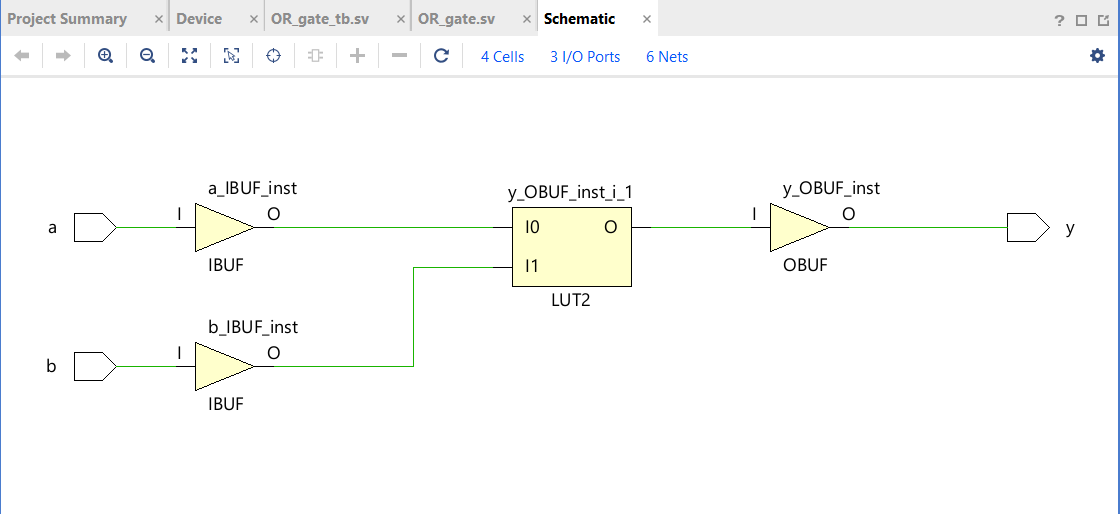 Project Summary × Device × OR_gate_tb.sv × OR_gate.sv × Schematic × ?
4 Cells 3 I/O Ports 6 Nets
a_IBUF_inst y_OBUF_inst_i_1 y_OBUF_inst
a I O I0 O I O y
IBUF I1 OBUF
LUT2
b_IBUF_inst
b I O
IBUF